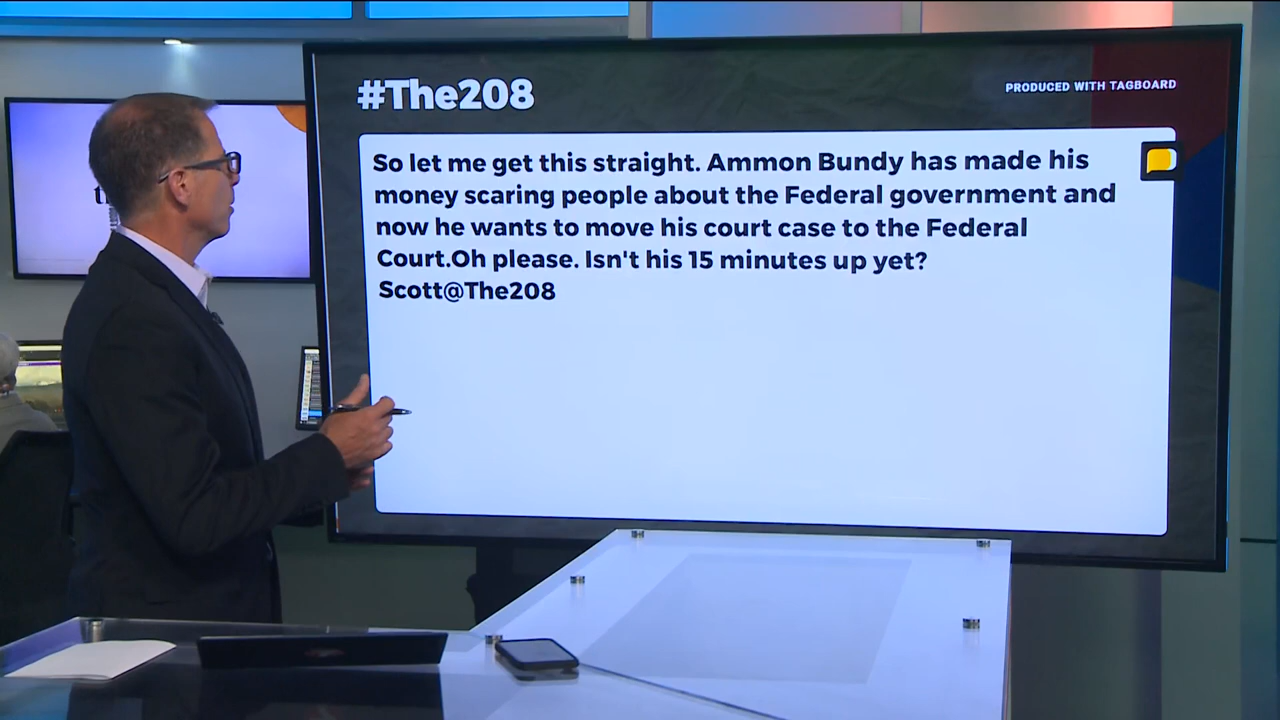 #The208
PRODUCED WITH TAGBOARD
So let me get this straight. Ammon Bundy has made his
money scaring people about the Federal government and
now he wants to move his court case to the Federal
Court.Oh please. Isn't his 15 minutes up yet?
Scott@The208